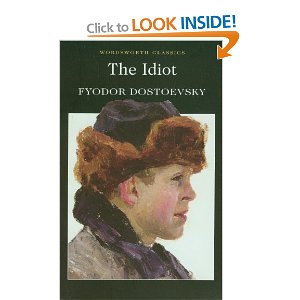 Click to
LOOK INSIDE!
WORDSWORTH CLASSICS
The Idiot
FYODOR DOSTOEVSKY